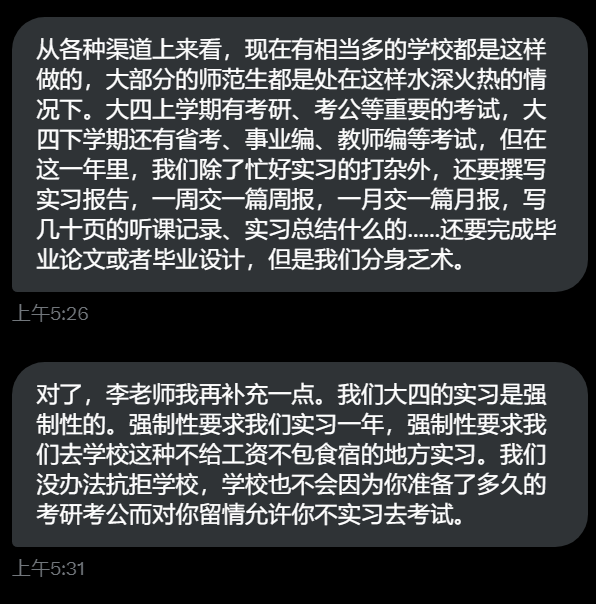 从各种渠道上来看，现在有相当多的学校都是这样
做的，大部分的师范生都是处在这样水深火热的情
况下。大四上学期有考研、考公等重要的考试，大
四下学期还有省考、事业编、教师编等考试，但在
这一年里，我们除了忙好实习的打杂外，还要撰写
实习报告，一周交一篇周报，一月交一篇月报，写
几十页的听课记录、实习总结什么的......还要完成毕
业论文或者毕业设计，但是我们分身乏术。
上午5:26
对了，李老师我再补充一点。我们大四的实习是强
制性的。强制性要求我们实习一年，强制性要求我
们去学校这种不给工资不包食宿的地方实习。我们
没办法抗拒学校，学校也不会因为你准备了多久的
考研考公而对你留情允许你不实习去考试。
上午5:31